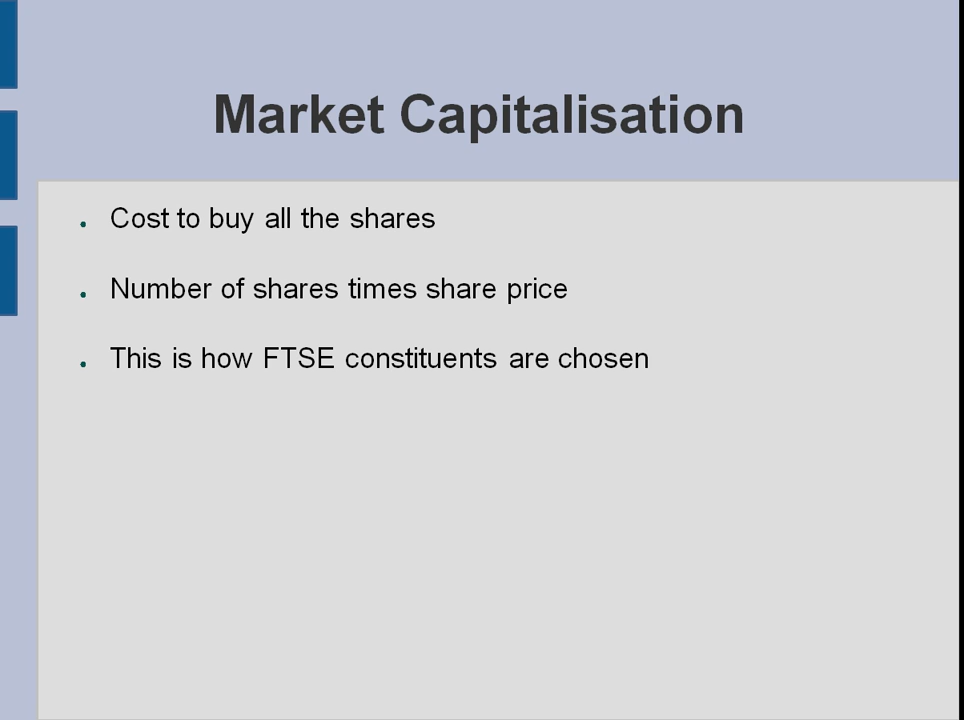 Market Capitalisation
Cost to buy all the shares
Number of shares times share price
This is how FTSE constituents are chosen